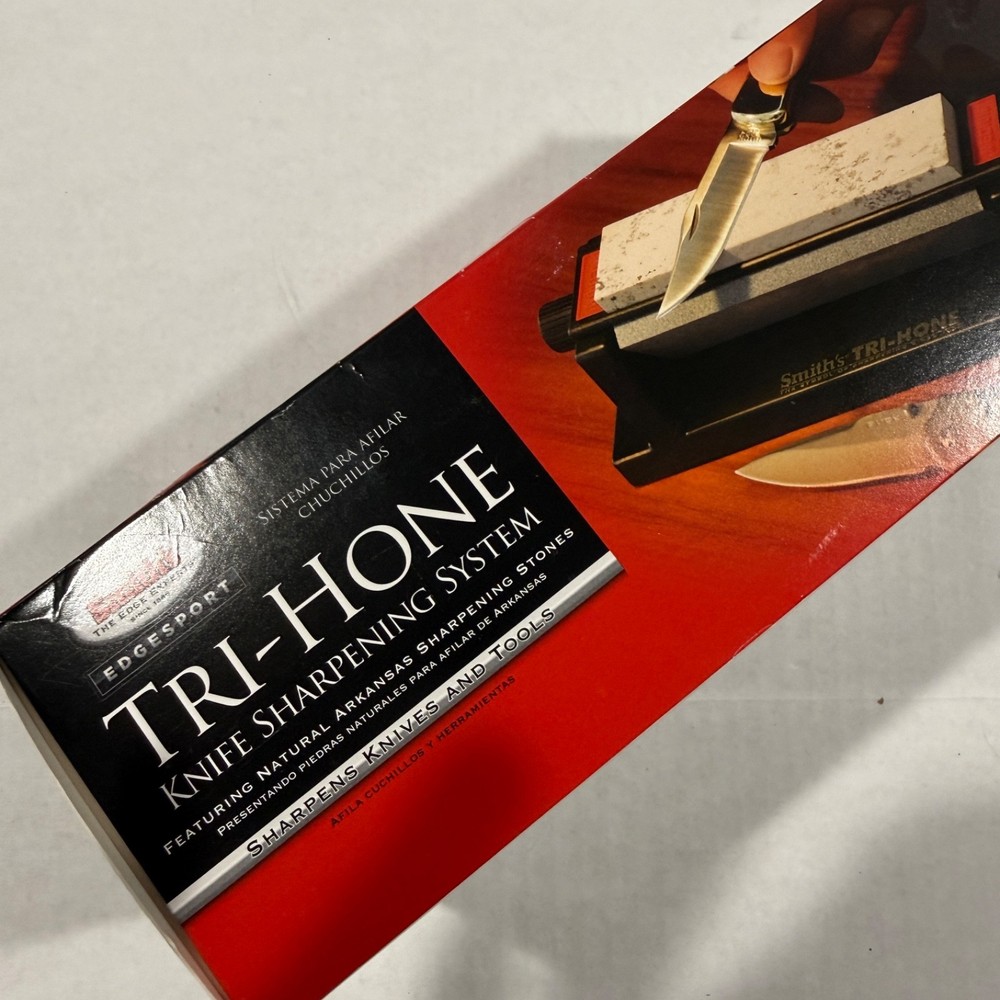 SISTEMA PARA AFILAR
CHUCHILLOS
THE EDGE EXPERTS
EDGESPORT
TRI-HONE
KNIFE SHARPENING SYSTEM
FEATURING NATURAL ARKANSAS SHARPENING STONES
PRESENTANDO PIEDRAS NATURALES PARA AFILAR DE ARKANSAS
SHARPENS KNIVES AND TOOLS
AFILA CUCHILLOS Y HERRAMIENTAS
Smith's TRI-HONE